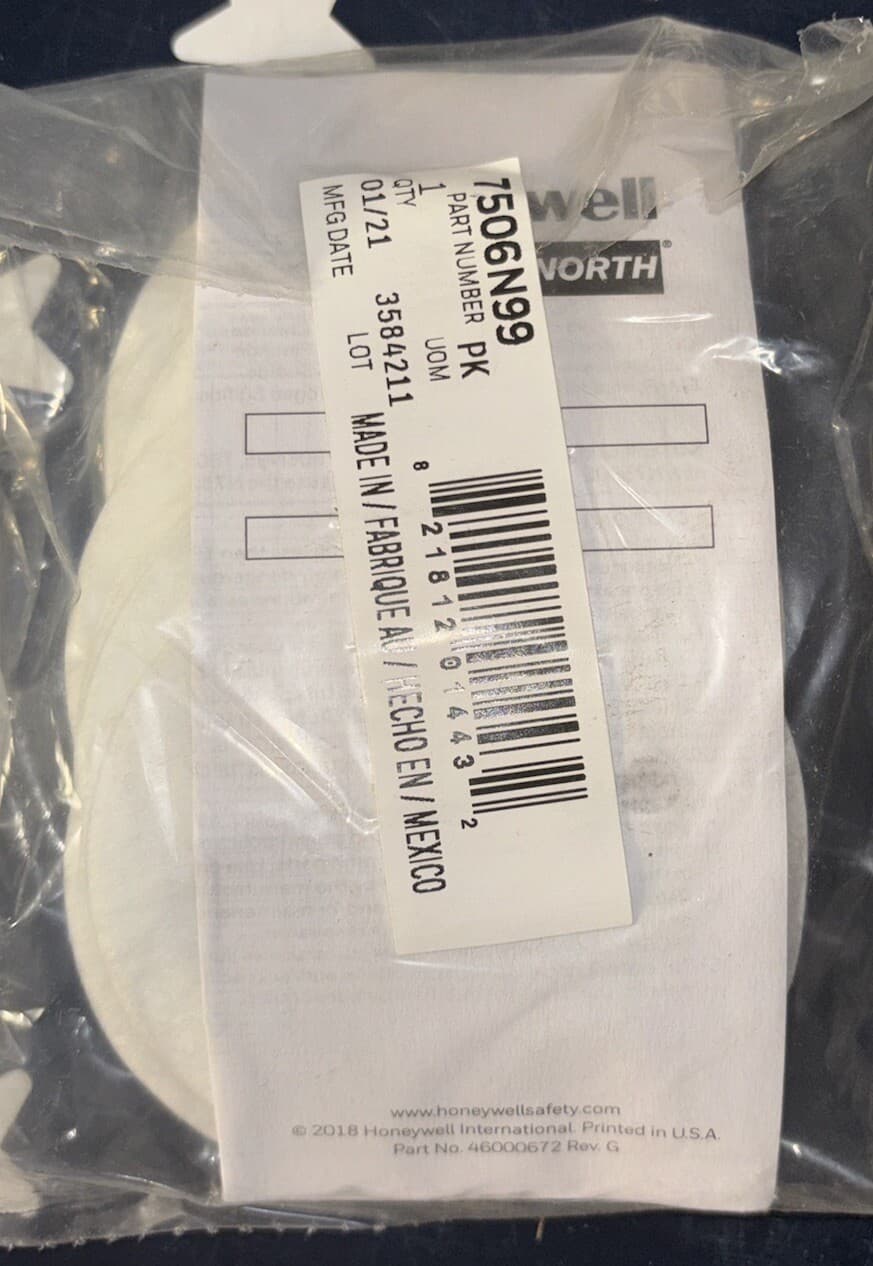 well
NORTH®
7506N99
PART NUMBER
1 PK
QTY UOM
01/21 3584211
MFG DATE LOT
MADE IN / FABRIQUE AU / HECHO EN / MEXICO
8 21812 01443 2
www.honeywellsafety.com
© 2018 Honeywell International. Printed in U.S.A.
Part No. 46000672 Rev. G